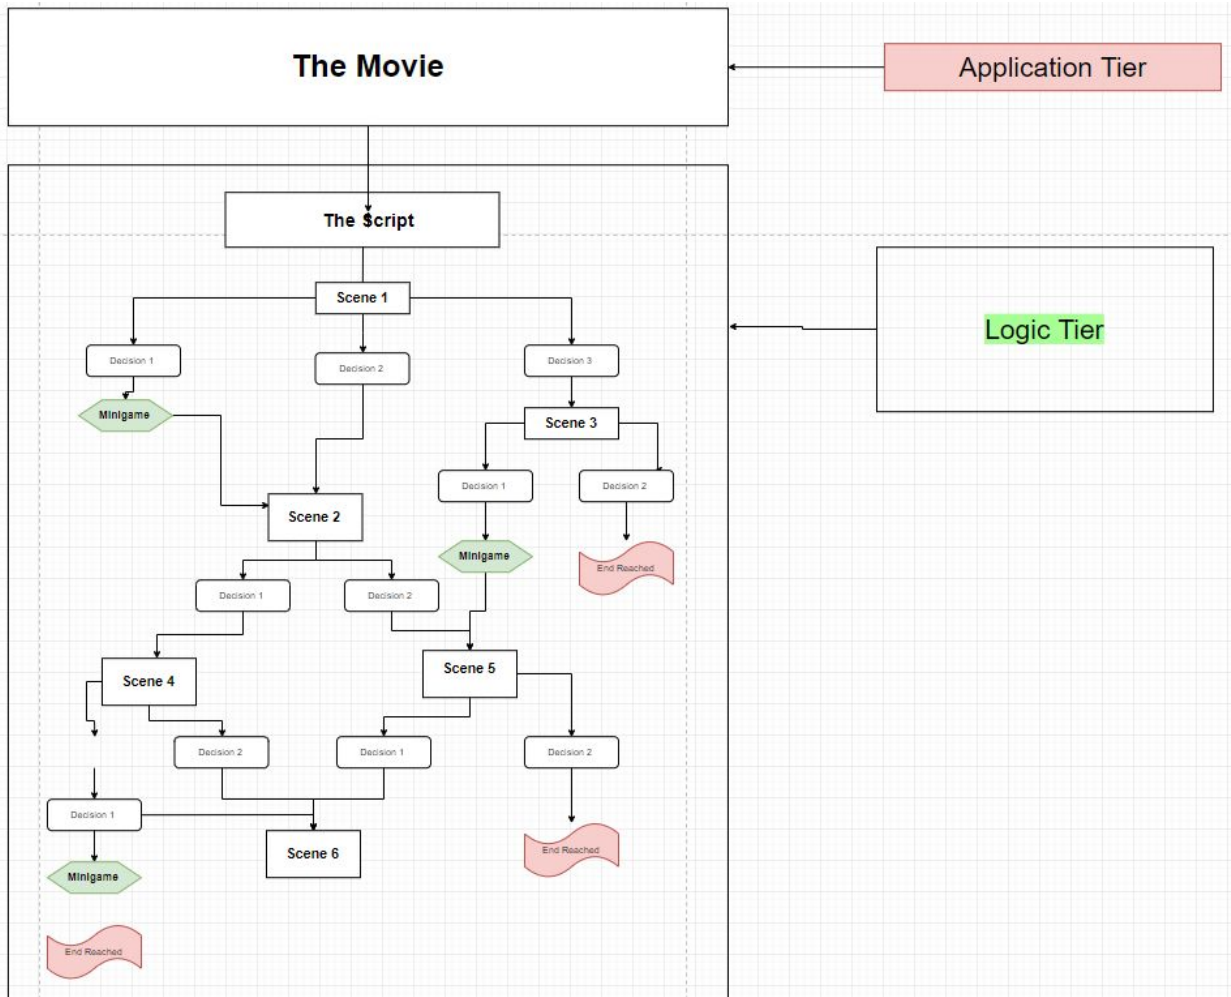 The Movie
Application Tier
The Script
Logic Tier
Scene 1
Decision 1
Decision 2
Decision 3
Minigame
Scene 3
Decision 1
Decision 2
Scene 2
Minigame
End Reached
Decision 1
Decision 2
Scene 4
Scene 5
Decision 2
Decision 1
Decision 2
Decision 1
Scene 6
End Reached
Minigame
End Reached